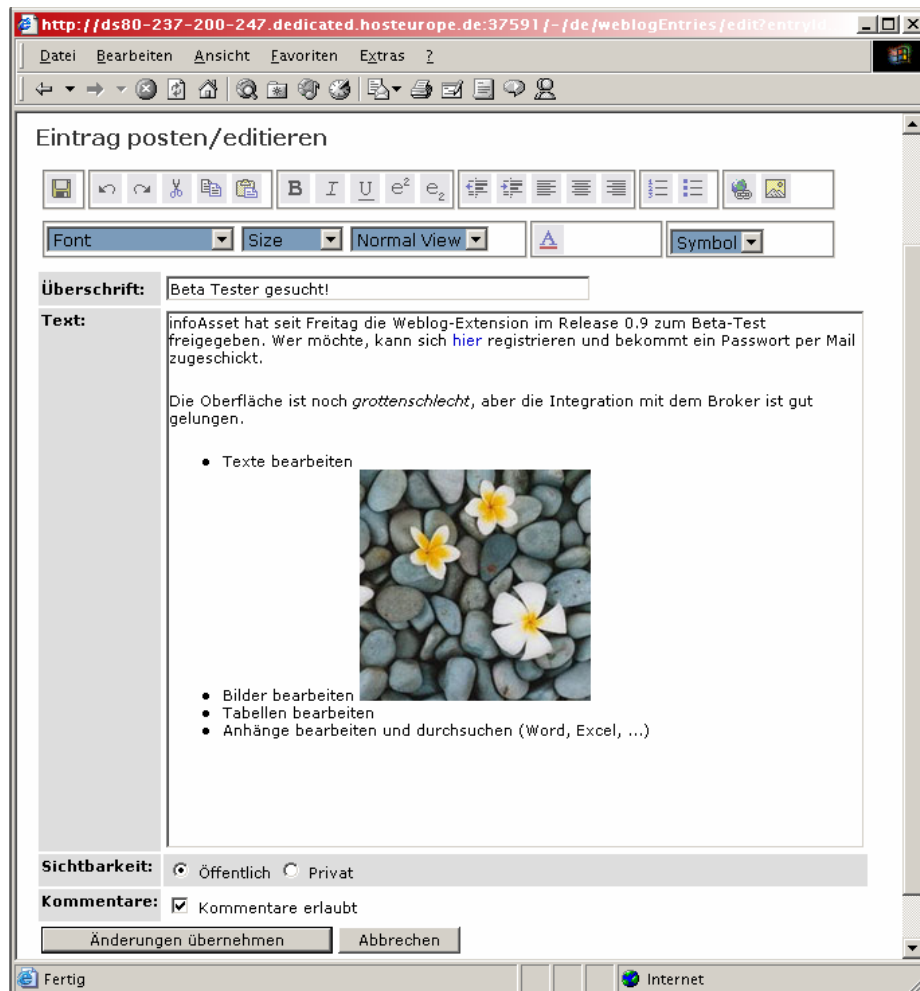 http://ds80-237-200-247.dedicated.hosteurope.de:37591/-/de/weblogEntries/edit?entryId
Datei Bearbeiten Ansicht Favoriten Extras ?
Eintrag posten/editieren
B I U e² e₂
Font Size Normal View A Symbol
Überschrift: Beta Tester gesucht!
Text: infoAsset hat seit Freitag die Weblog-Extension im Release 0.9 zum Beta-Test
freigegeben. Wer möchte, kann sich hier registrieren und bekommt ein Passwort per Mail
zugeschickt.
Die Oberfläche ist noch grottenschlecht, aber die Integration mit dem Broker ist gut
gelungen.
• Texte bearbeiten
• Bilder bearbeiten
• Tabellen bearbeiten
• Anhänge bearbeiten und durchsuchen (Word, Excel, ...)
Sichtbarkeit: Öffentlich Privat
Kommentare: Kommentare erlaubt
Änderungen übernehmen Abbrechen
Fertig Internet